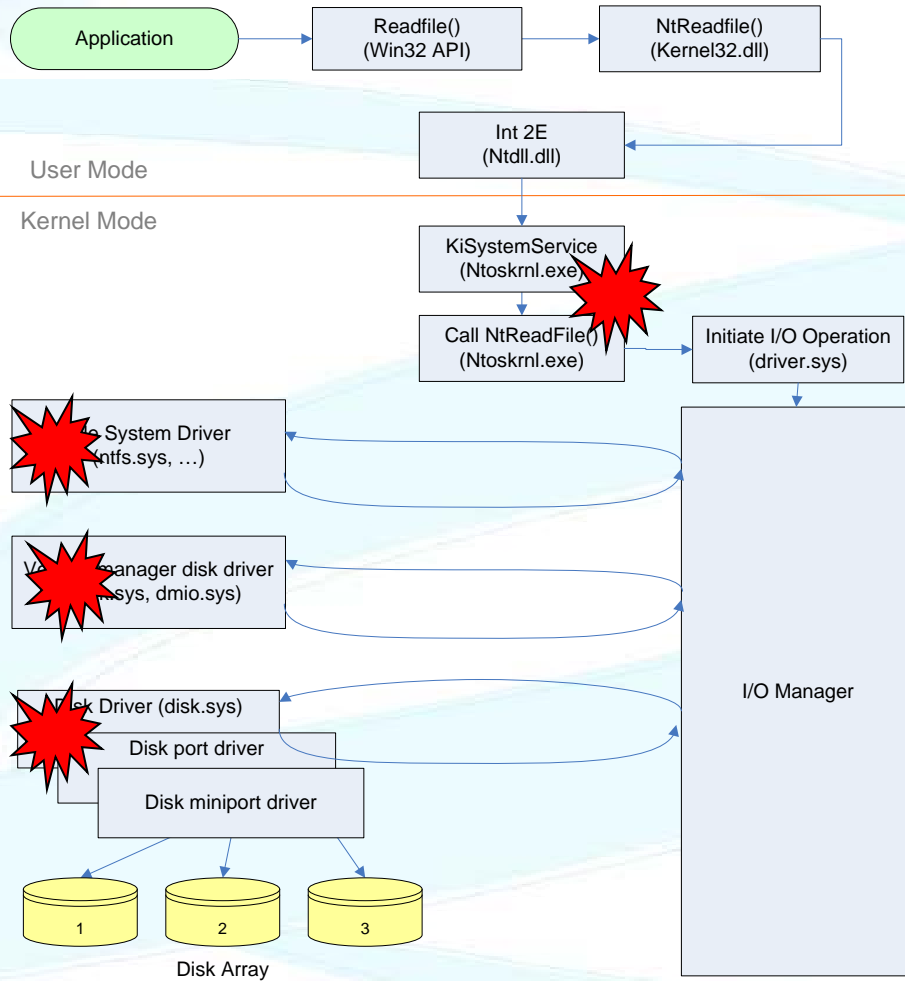 Application
Readfile()
(Win32 API)
NtReadfile()
(Kernel32.dll)
Int 2E
(Ntdll.dll)
User Mode
Kernel Mode
KiSystemService
(Ntoskrnl.exe)
Call NtReadFile()
(Ntoskrnl.exe)
Initiate I/O Operation
(driver.sys)
System Driver
(ntfs.sys, …)
manager disk driver
dmio.sys)
I/O Manager
Disk Driver (disk.sys)
Disk port driver
Disk miniport driver
1
2
3
Disk Array